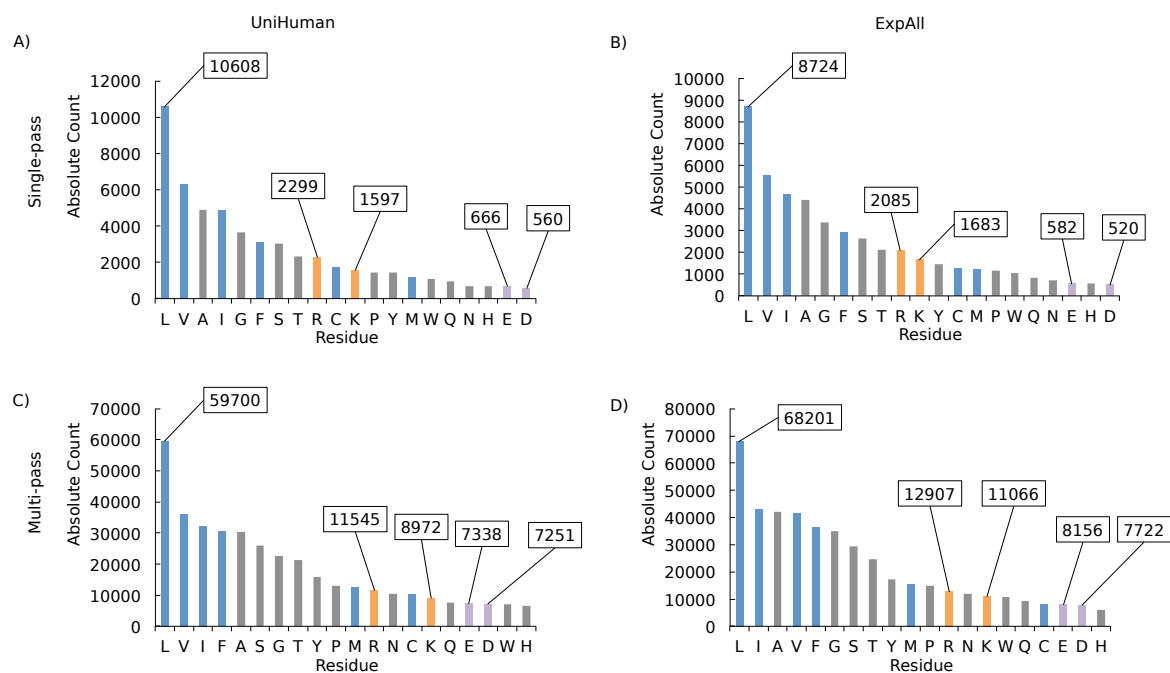 UniHuman
ExpAll
A)
Single-pass
Absolute Count
12000
10000
8000
6000
4000
2000
0
10608
2299
1597
666
560
L V A I G F S T R C K P Y M W Q N H E D
Residue
B)
Absolute Count
10000
9000
8000
7000
6000
5000
4000
3000
2000
1000
0
8724
2085
1683
582
520
L V I A G F S T R K Y C M P W Q N E H D
Residue
C)
Multi-pass
Absolute Count
70000
60000
50000
40000
30000
20000
10000
0
59700
11545
8972
7338
7251
L V I F A S G T Y P M R N C K Q E D W H
Residue
D)
Absolute Count
80000
70000
60000
50000
40000
30000
20000
10000
0
68201
12907
11066
8156
7722
L I A V F G S T Y M P R N K W Q C E D H
Residue